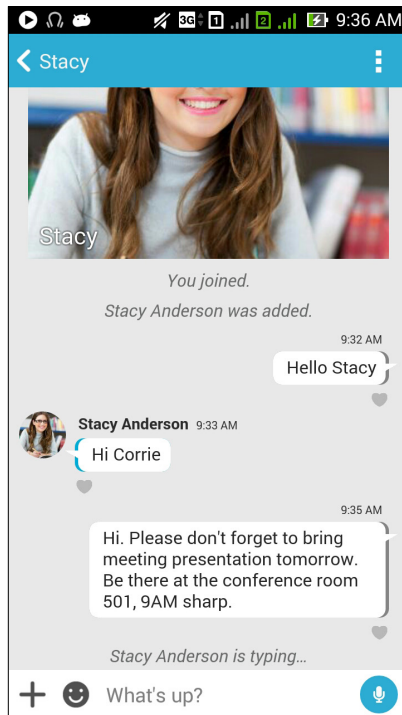 3G 1 2 9:36 AM
Stacy
Stacy
You joined.
Stacy Anderson was added.
9:32 AM
Hello Stacy
Stacy Anderson 9:33 AM
Hi Corrie
9:35 AM
Hi. Please don't forget to bring
meeting presentation tomorrow.
Be there at the conference room
501, 9AM sharp.
Stacy Anderson is typing...
What's up?